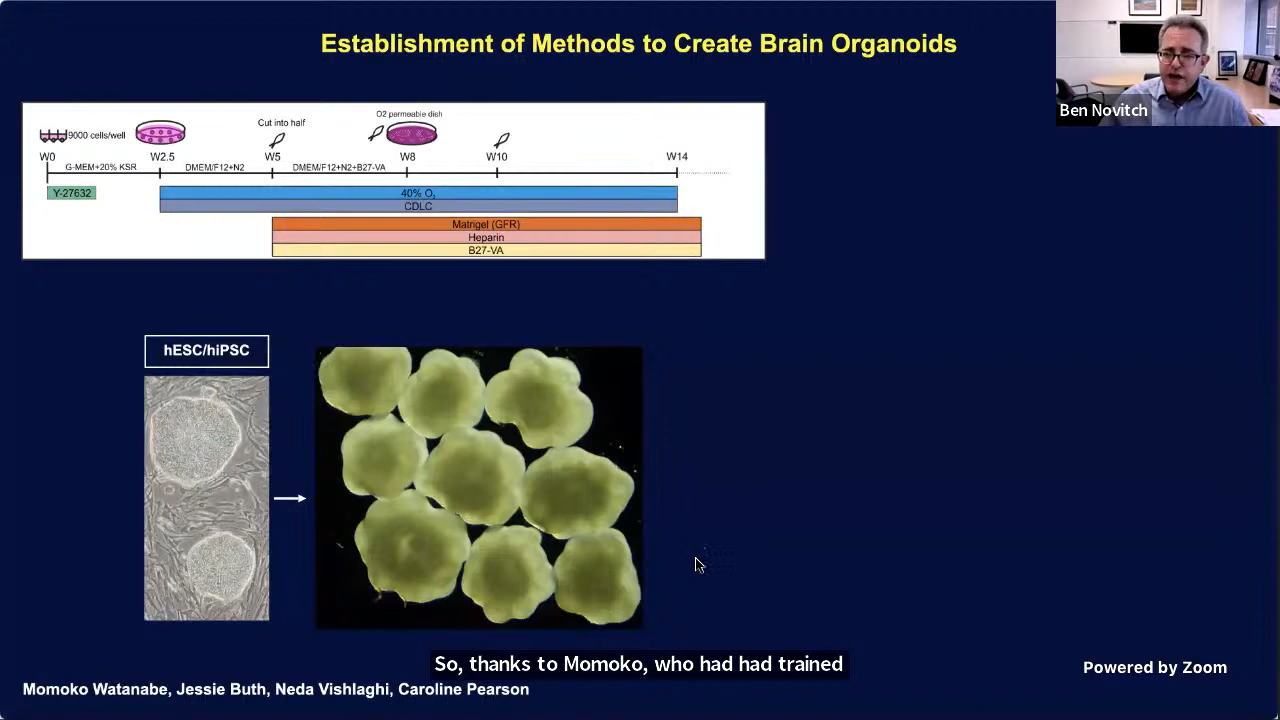 Establishment of Methods to Create Brain Organoids
Ben Novitch
O2 permeable dish
Cut into half
9000 cells/well
W0 W2.5 W5 W8 W10 W14
G-MEM+20% KSR DMEM/F12+N2 DMEM/F12+N2+B27-VA
Y-27632
40% O₂
CDLC
Matrigel (GFR)
Heparin
B27-VA
hESC/hiPSC
So, thanks to Momoko, who had had trained
Powered by Zoom
Momoko Watanabe, Jessie Buth, Neda Vishlaghi, Caroline Pearson